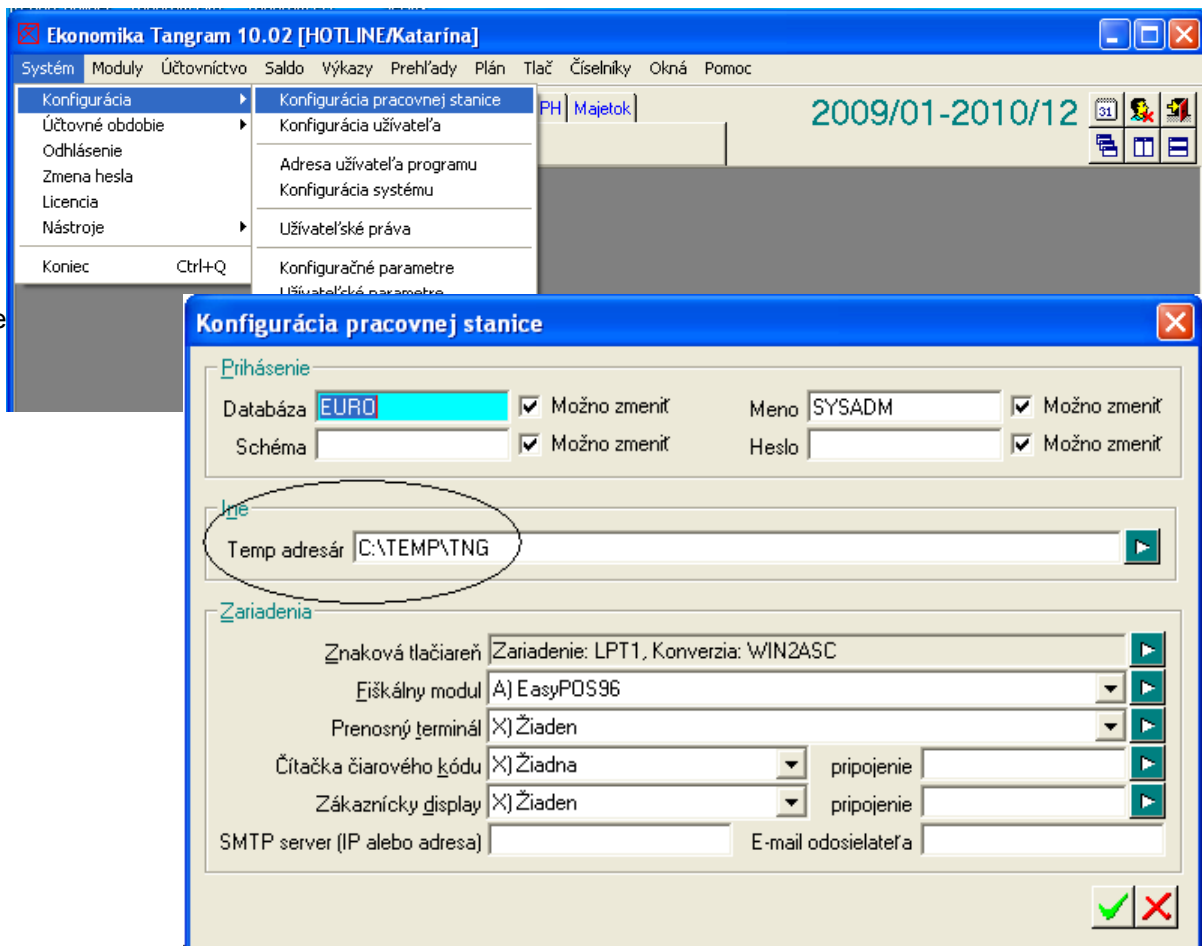 Ekonomika Tangram 10.02 [HOTLINE/Katarína]
Systém Moduly Účtovníctvo Saldo Výkazy Prehľady Plán Tlač Číselníky Okná Pomoc
Konfigurácia
Účtovné obdobie
Odhlásenie
Zmena hesla
Licencia
Nástroje
Koniec Ctrl+Q
Konfigurácia pracovnej stanice
Konfigurácia užívateľa
Adresa užívateľa programu
Konfigurácia systému
Užívateľské práva
Konfiguračné parametre
Užívateľské parametre
PH Majetok
2009/01-2010/12
31
e
Konfigurácia pracovnej stanice
Prihásenie
Databáza EURO Možno zmeniť Meno SYSADM Možno zmeniť
Schéma Možno zmeniť Heslo Možno zmeniť
Ine
Temp adresár C:\TEMP\TNG
Zariadenia
Znaková tlačiareň Zariadenie: LPT1, Konverzia: WIN2ASC
Fiškálny modul A) EasyPOS96
Prenosný terminál X) Žiaden
Čítačka čiarového kódu X) Žiadna pripojenie
Zákaznícky display X) Žiaden pripojenie
SMTP server (IP alebo adresa) E-mail odosielateľa